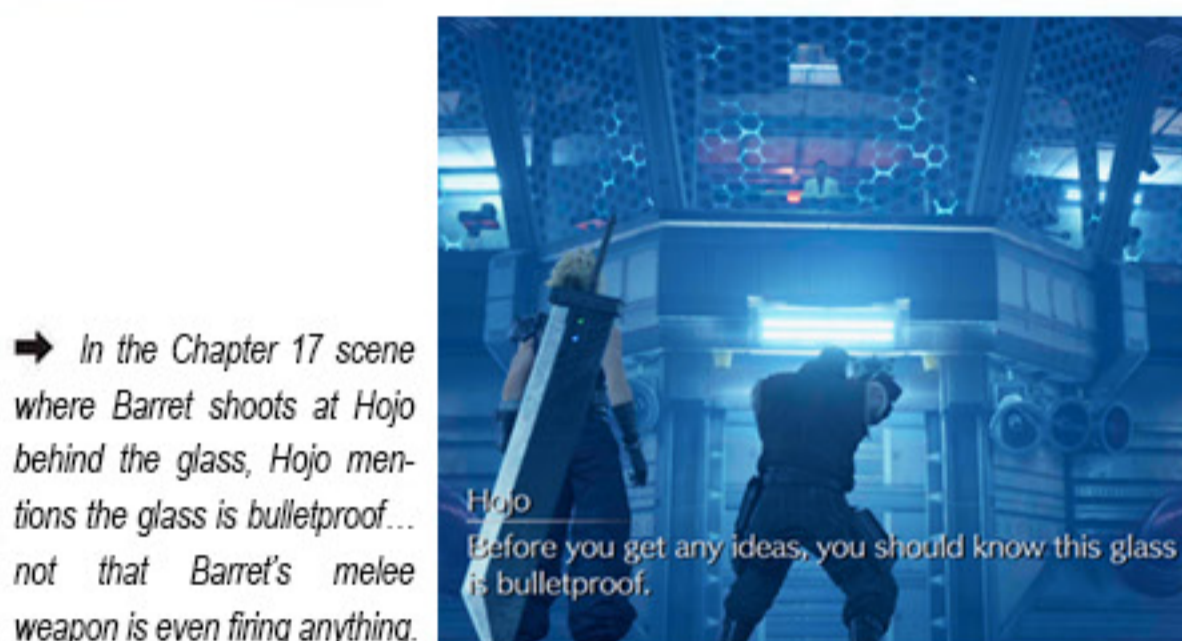 ➡ In the Chapter 17 scene
where Barret shoots at Hojo
behind the glass, Hojo men-
tions the glass is bulletproof...
not that Barret's melee
weapon is even firing anything.
Hojo
Before you get any ideas, you should know this glass
is bulletproof.